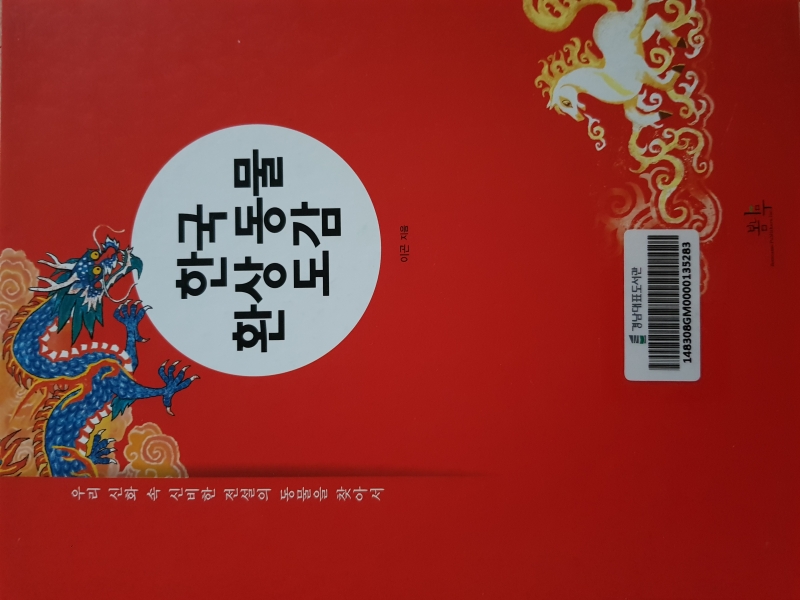 우리 신화 속 신비한 전설의 동물을 찾아서
한국
환상 동물
도감
이곤 지음
경남대표도서관
148308GM0000135283
봄나무